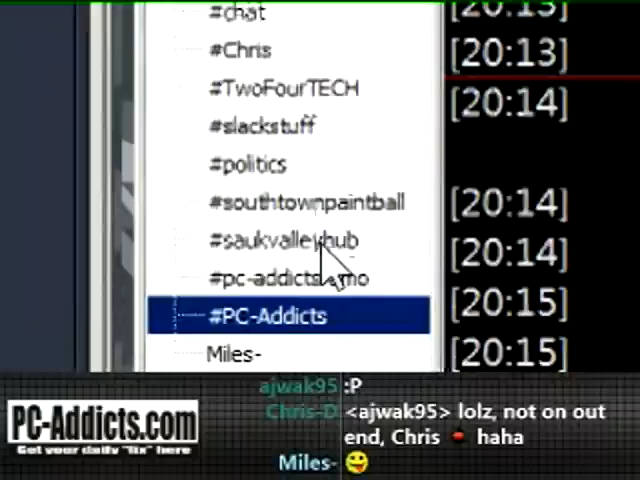 #chat
#Chris
#TwoFourTECH
#slackstuff
#politics
#southtownpaintball
#saukvalleyhub
#PC-Addicts
Miles-
[20:13]
[20:13]
[20:14]
[20:14]
[20:14]
[20:15]
[20:15]
ajwak95 :P
Chris-D <ajwak95> lolz, not on out
end, Chris haha
Miles-
PC-Addicts.com
Get your daily "fix" here